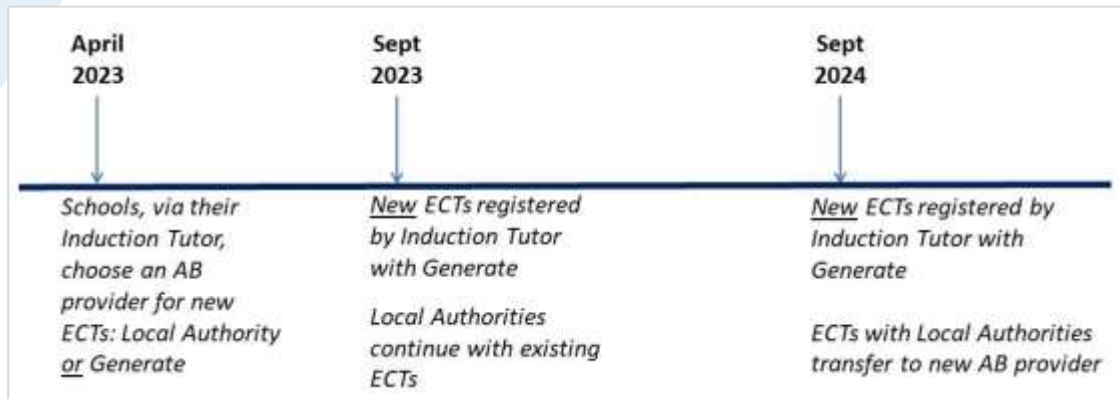 April
2023
Sept
2023
Sept
2024
Schools, via their
Induction Tutor,
choose an AB
provider for new
ECTs: Local Authority
or Generate
New ECTs registered
by Induction Tutor
with Generate
Local Authorities
continue with existing
ECTs
New ECTs registered by
Induction Tutor with
Generate
ECTs with Local Authorities
transfer to new AB provider